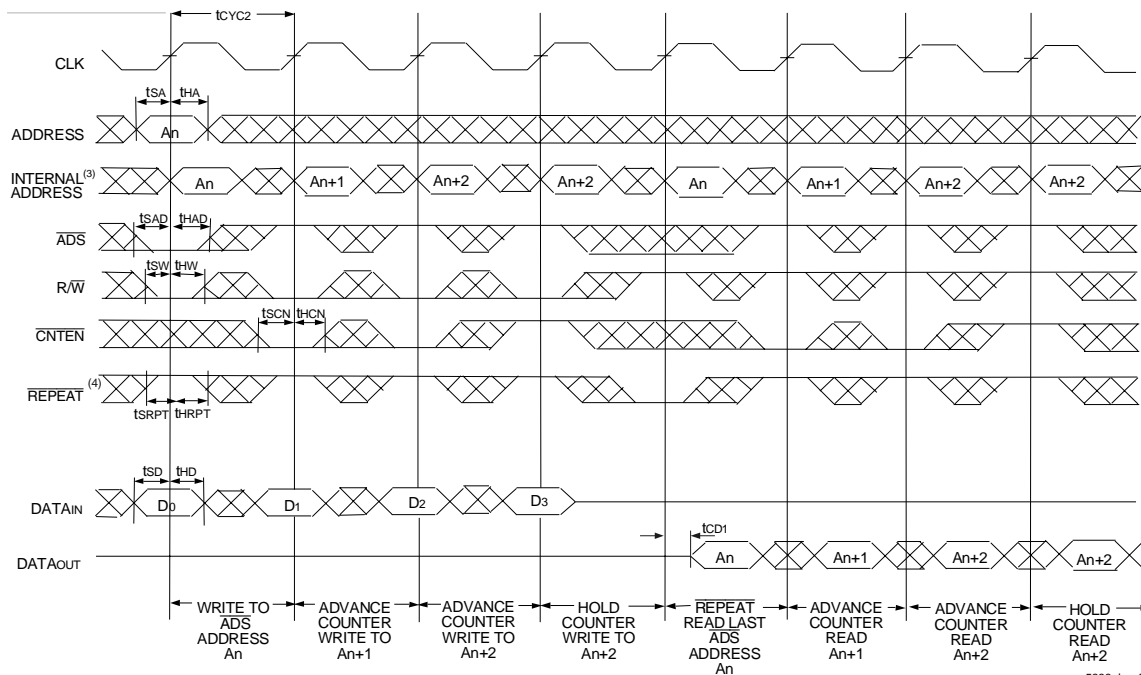 tCYC2
CLK
tSA tHA
ADDRESS An
INTERNAL(3) ADDRESS An An+1 An+2 An+2 An An+1 An+2 An+2
tSAD tHAD
ADS
tSW tHW
R/W
tSCN tHCN
CNTEN
REPEAT (4)
tSRPT tHRPT
tSD tHD
DATAIN D0 D1 D2 D3
tCD1
DATAOUT An An+1 An+2 An+2
WRITE TO ADS ADDRESS An
ADVANCE COUNTER WRITE TO An+1
ADVANCE COUNTER WRITE TO An+2
HOLD COUNTER WRITE TO An+2
REPEAT READ LAST ADS ADDRESS An
ADVANCE COUNTER READ An+1
ADVANCE COUNTER READ An+2
HOLD COUNTER READ An+2